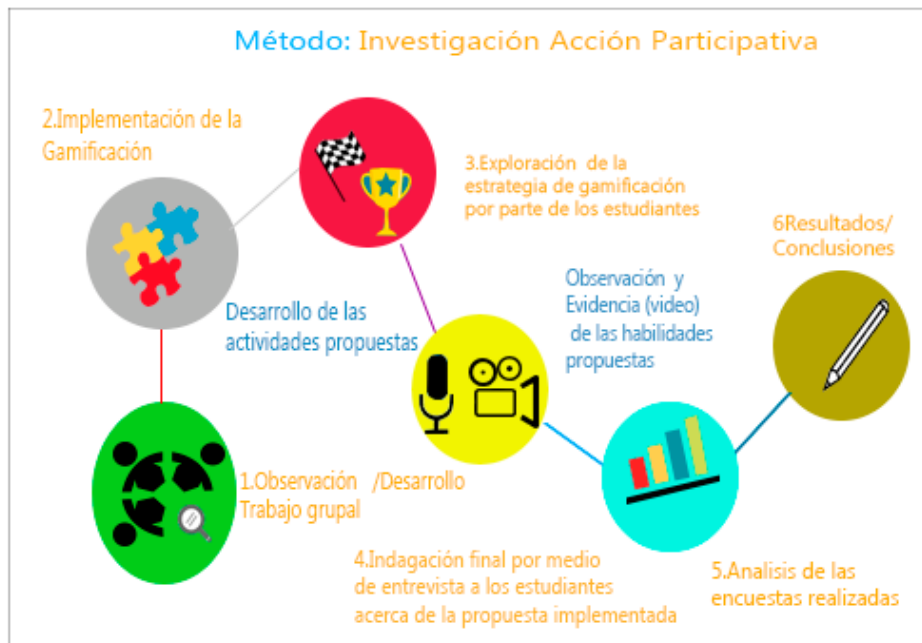 Método: Investigación Acción Participativa
2.Implementación de la
Gamificación
3.Exploración de la
estrategia de gamificación
por parte de los estudiantes
6Resultados/
Conclusiones
Observación y
Evidencia (video)
de las habilidades
propuestas
Desarrollo de las
actividades propuestas
1.Observación /Desarrollo
Trabajo grupal
4.Indagación final por medio
de entrevista a los estudiantes
acerca de la propuesta implementada
5.Analisis de las
encuestas realizadas